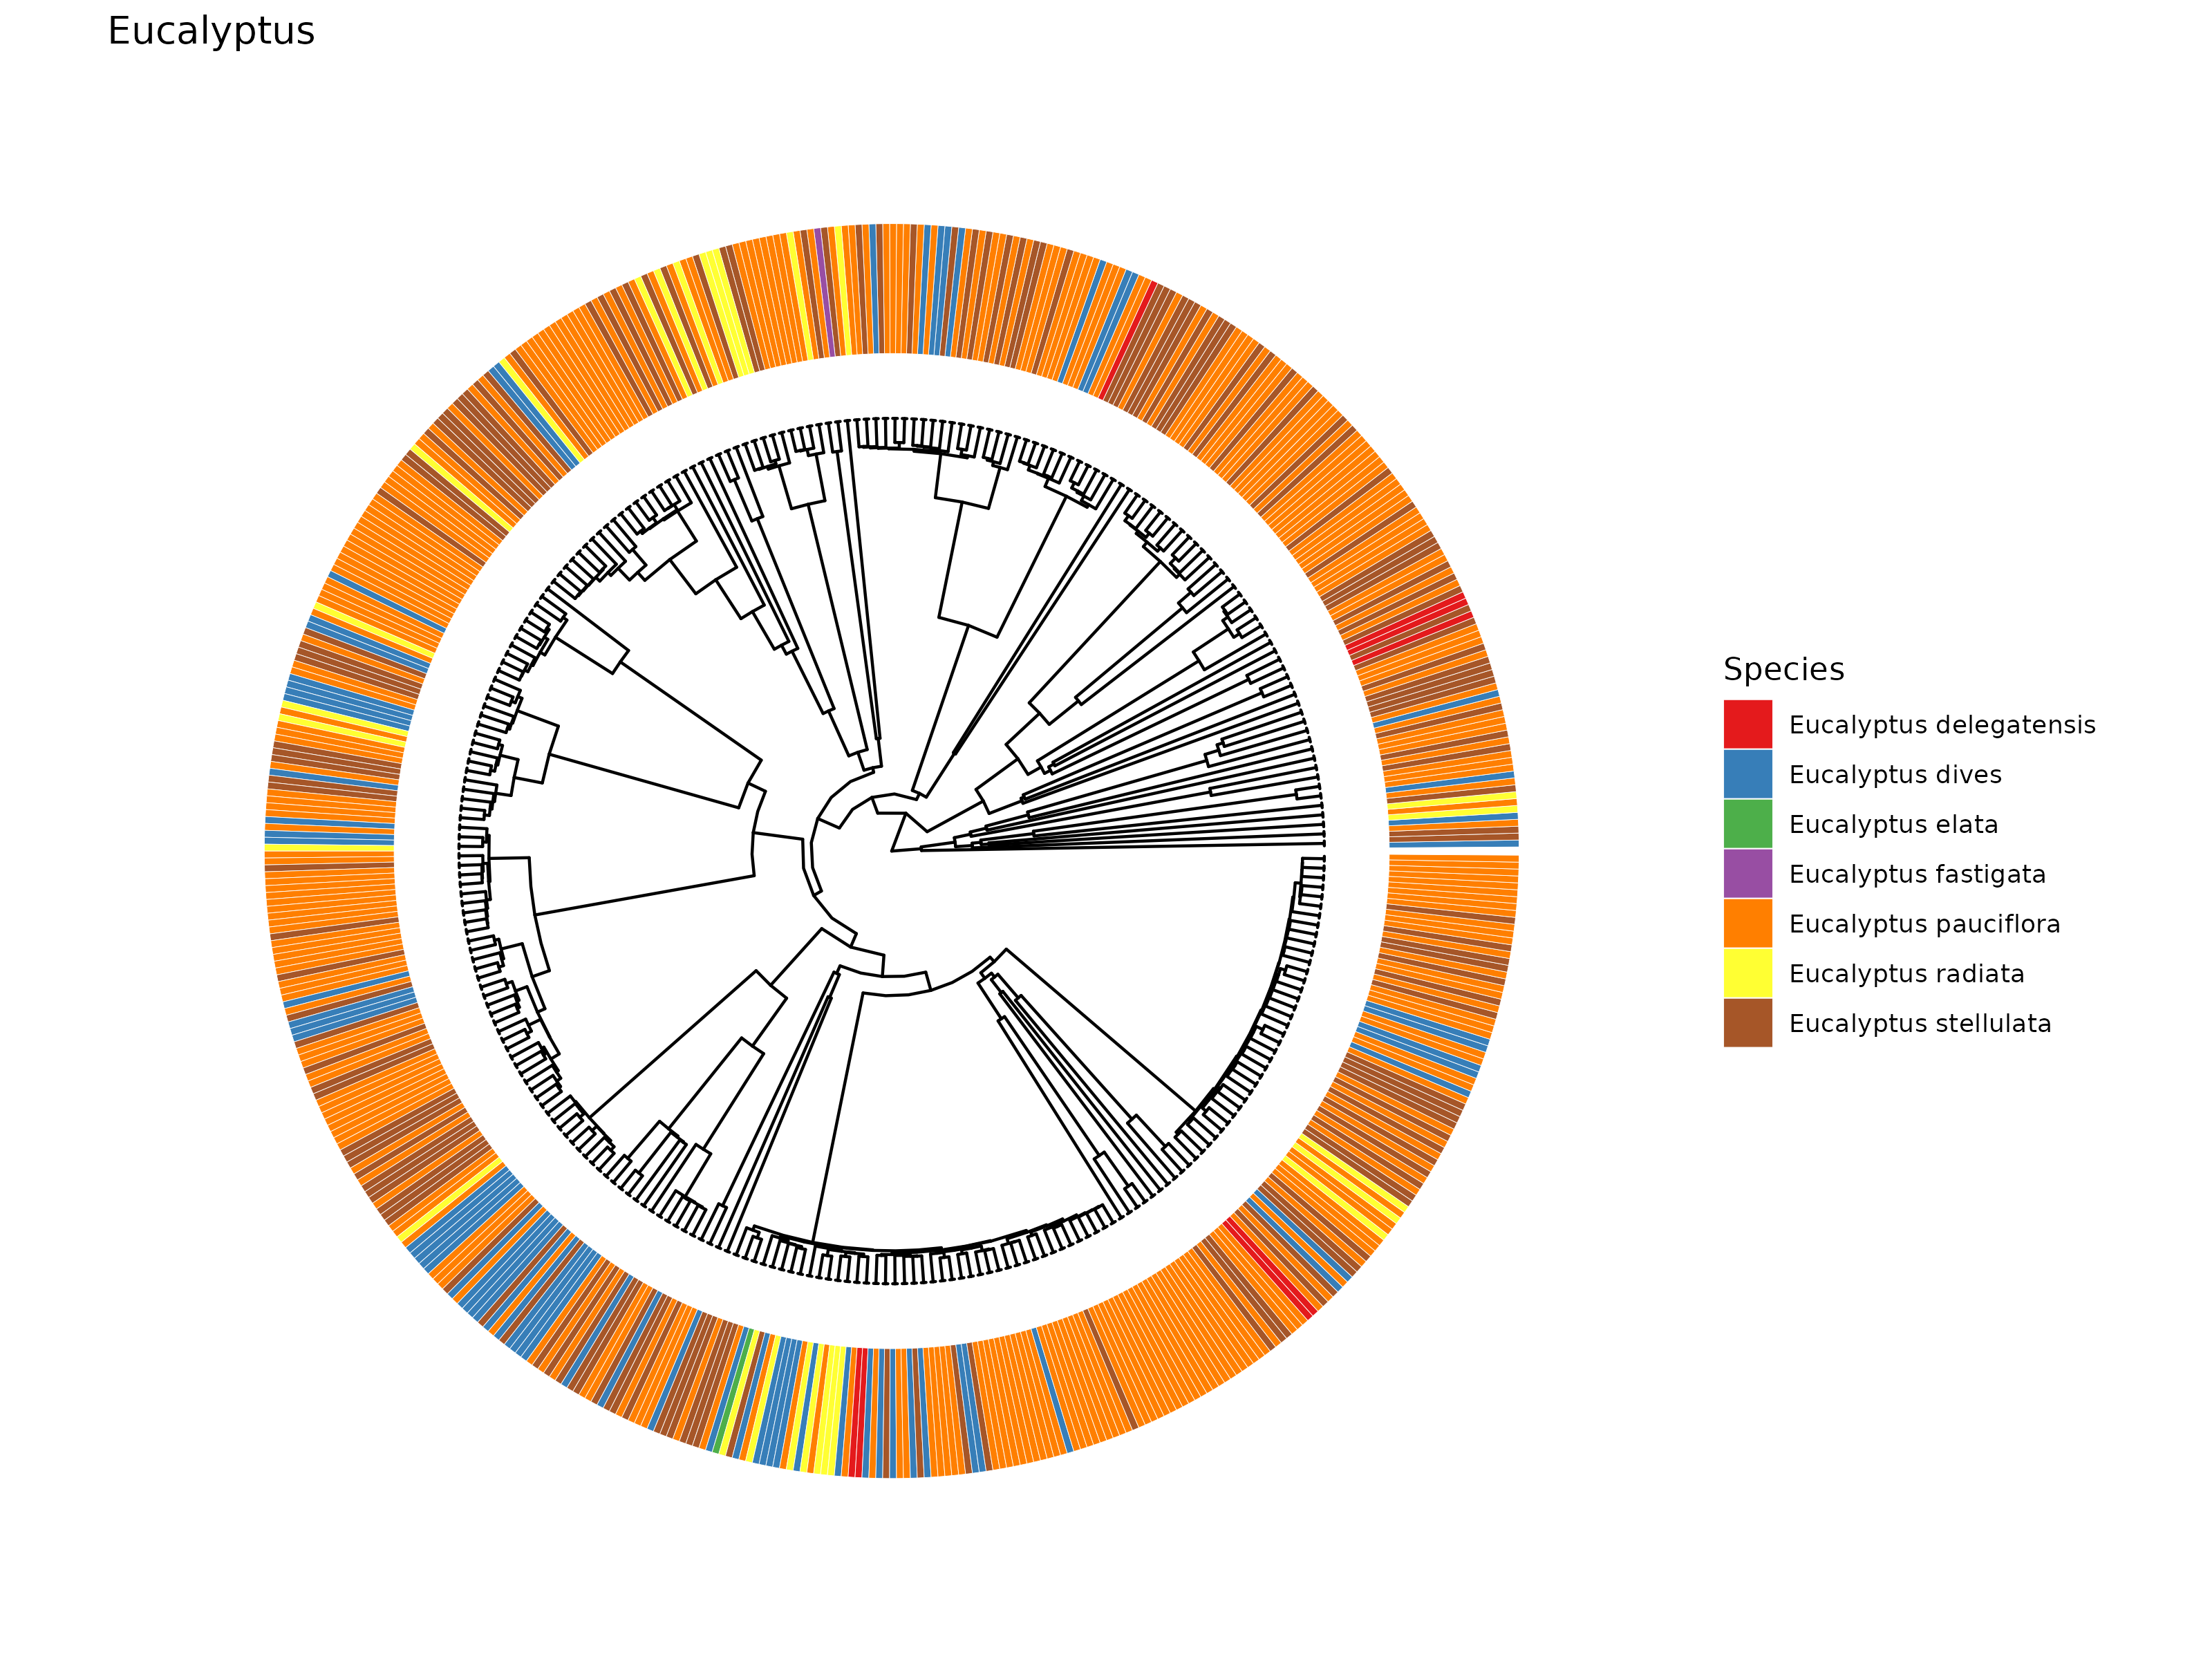 Eucalyptus
Species
Eucalyptus delegatensis
Eucalyptus dives
Eucalyptus elata
Eucalyptus fastigata
Eucalyptus pauciflora
Eucalyptus radiata
Eucalyptus stellulata